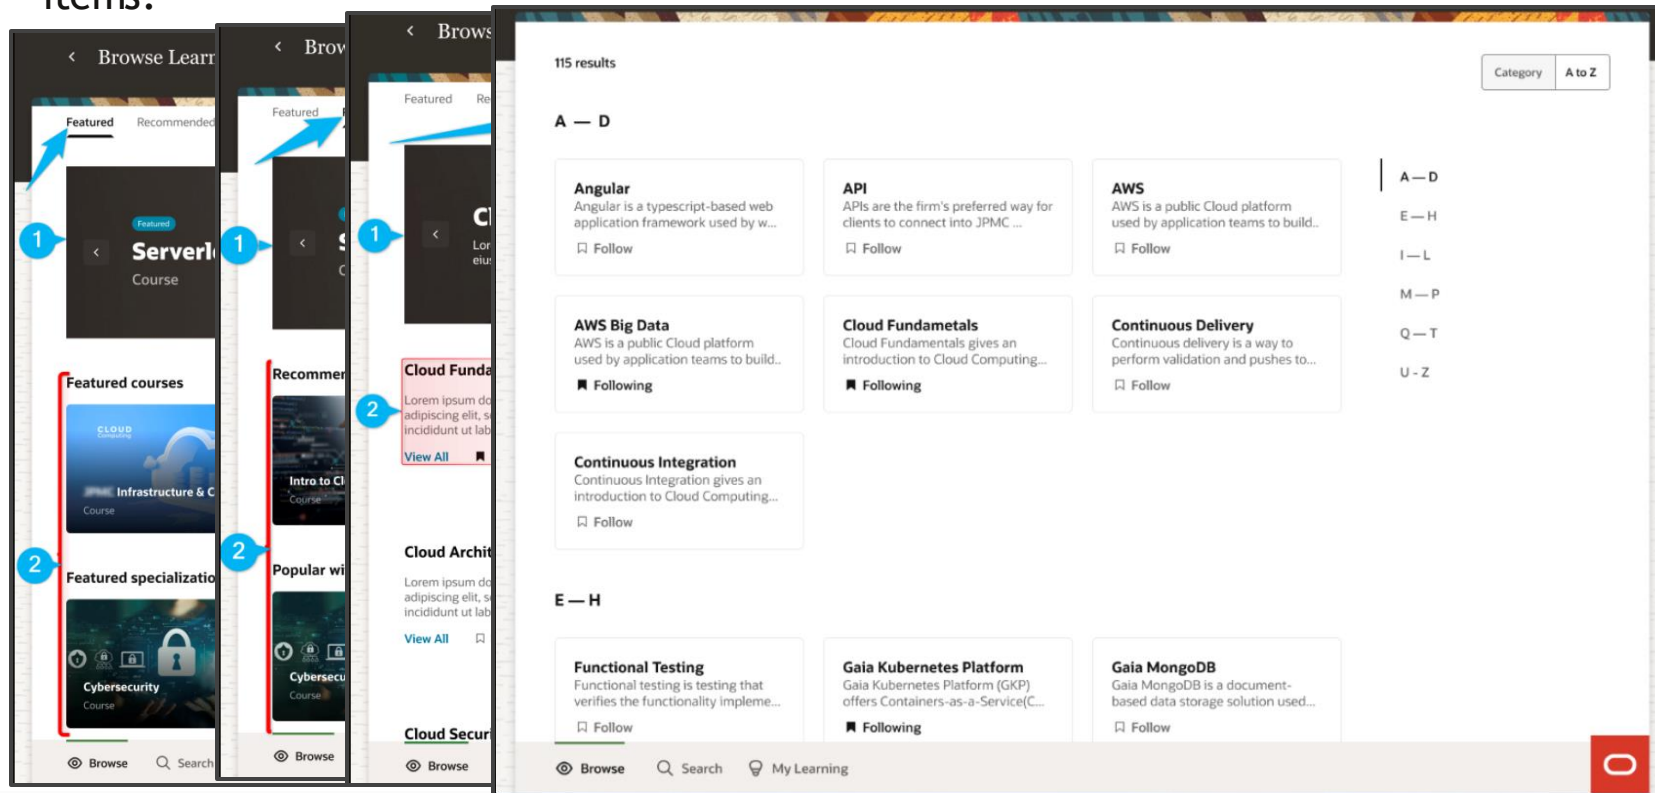 items:
Browse Learn
Featured Recommended
1
Featured
Serverl
Course
Featured courses
CLOUD
Computing
Infrastructure & C
Course
2
Featured specializatio
Cybersecurity
Course
Browse Search
Brow
Featured
1
Recommen
Intro to Cl
Course
2
Popular wi
Cybersecu
Course
Browse
Brows
Featured Re
1
Cl
Lor
eius
Cloud Funda
2
Lorem ipsum do
adipiscing elit, s
incididunt ut lab
View All
Cloud Archit
Lorem ipsum do
adipiscing elit, s
incididunt ut lab
View All
Cloud Securi
Browse
115 results
Category A to Z
A — D
Angular
Angular is a typescript-based web
application framework used by w...
Follow
API
APIs are the firm's preferred way for
clients to connect into JPMC ...
Follow
AWS
AWS is a public Cloud platform
used by application teams to build..
Follow
AWS Big Data
AWS is a public Cloud platform
used by application teams to build..
Following
Cloud Fundametals
Cloud Fundamentals gives an
introduction to Cloud Computing...
Following
Continuous Delivery
Continuous delivery is a way to
perform validation and pushes to...
Follow
Continuous Integration
Continuous Integration gives an
introduction to Cloud Computing...
Follow
A — D
E — H
I — L
M — P
Q — T
U - Z
E — H
Functional Testing
Functional testing is testing that
verifies the functionality impleme...
Follow
Gaia Kubernetes Platform
Gaia Kubernetes Platform (GKP)
offers Containers-as-a-Service(C...
Following
Gaia MongoDB
Gaia MongoDB is a document-
based data storage solution used...
Follow
Browse Search My Learning